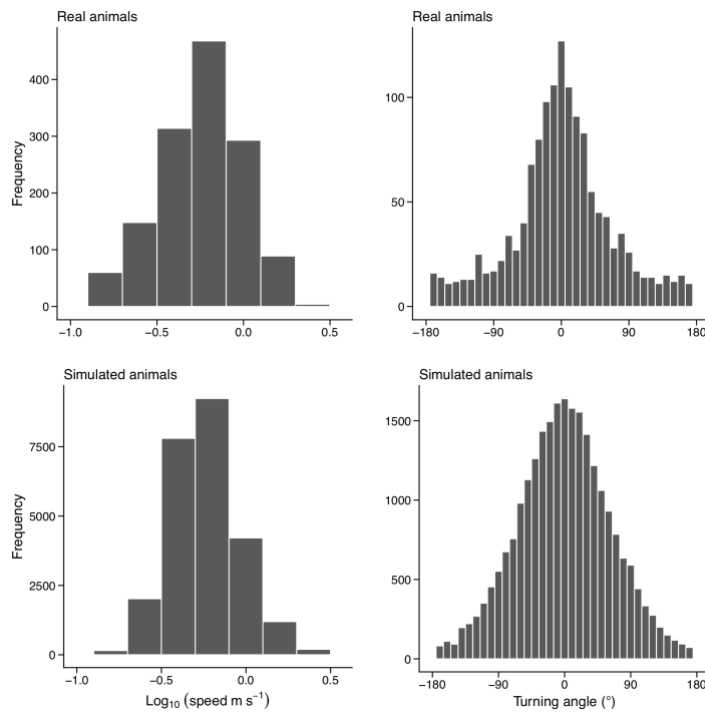 Real animals
Real animals
Frequency
400
300
200
100
0
−1.0 −0.5 0.0 0.5
100
50
0
−180 −90 0 90 180
Simulated animals
Simulated animals
Frequency
7500
5000
2500
0
−1.0 −0.5 0.0 0.5
Log₁₀ (speed m s⁻¹)
1500
1000
500
0
−180 −90 0 90 180
Turning angle (°)